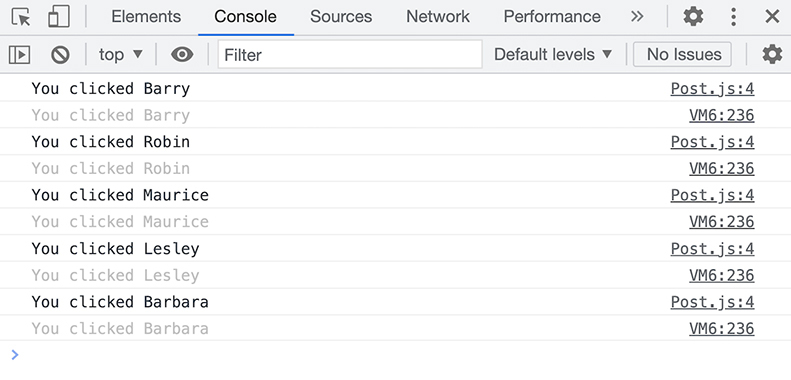 Elements Console Sources Network Performance »
top ▼ Filter Default levels ▼ No Issues
You clicked Barry Post.js:4
You clicked Barry VM6:236
You clicked Robin Post.js:4
You clicked Robin VM6:236
You clicked Maurice Post.js:4
You clicked Maurice VM6:236
You clicked Lesley Post.js:4
You clicked Lesley VM6:236
You clicked Barbara Post.js:4
You clicked Barbara VM6:236
>